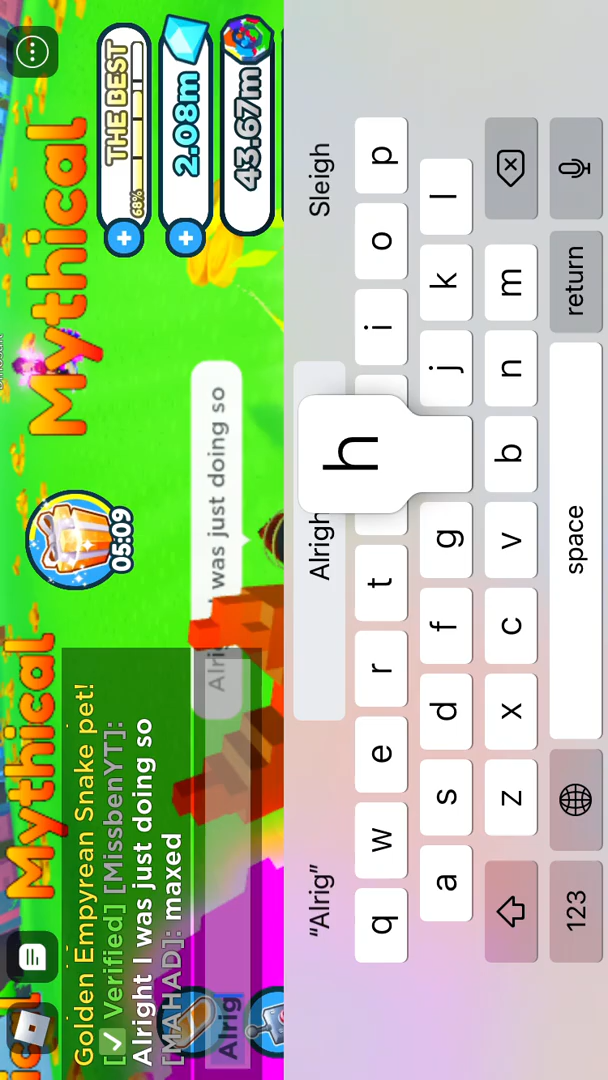 Mythical
Mythical
THE BEST
68%
2.08m
43.67m
05:09
Alrig I was just doing so
Golden Empyrean Snake pet!
[✓ Verified] [MissbenYT]:
Alright I was just doing so
[MAHAD]: maxed
Alrig
“Alrig”
Alrigh
Sleigh
q w e r t i o p
a s d f g h j k l
z x c v b n m
123
space
return